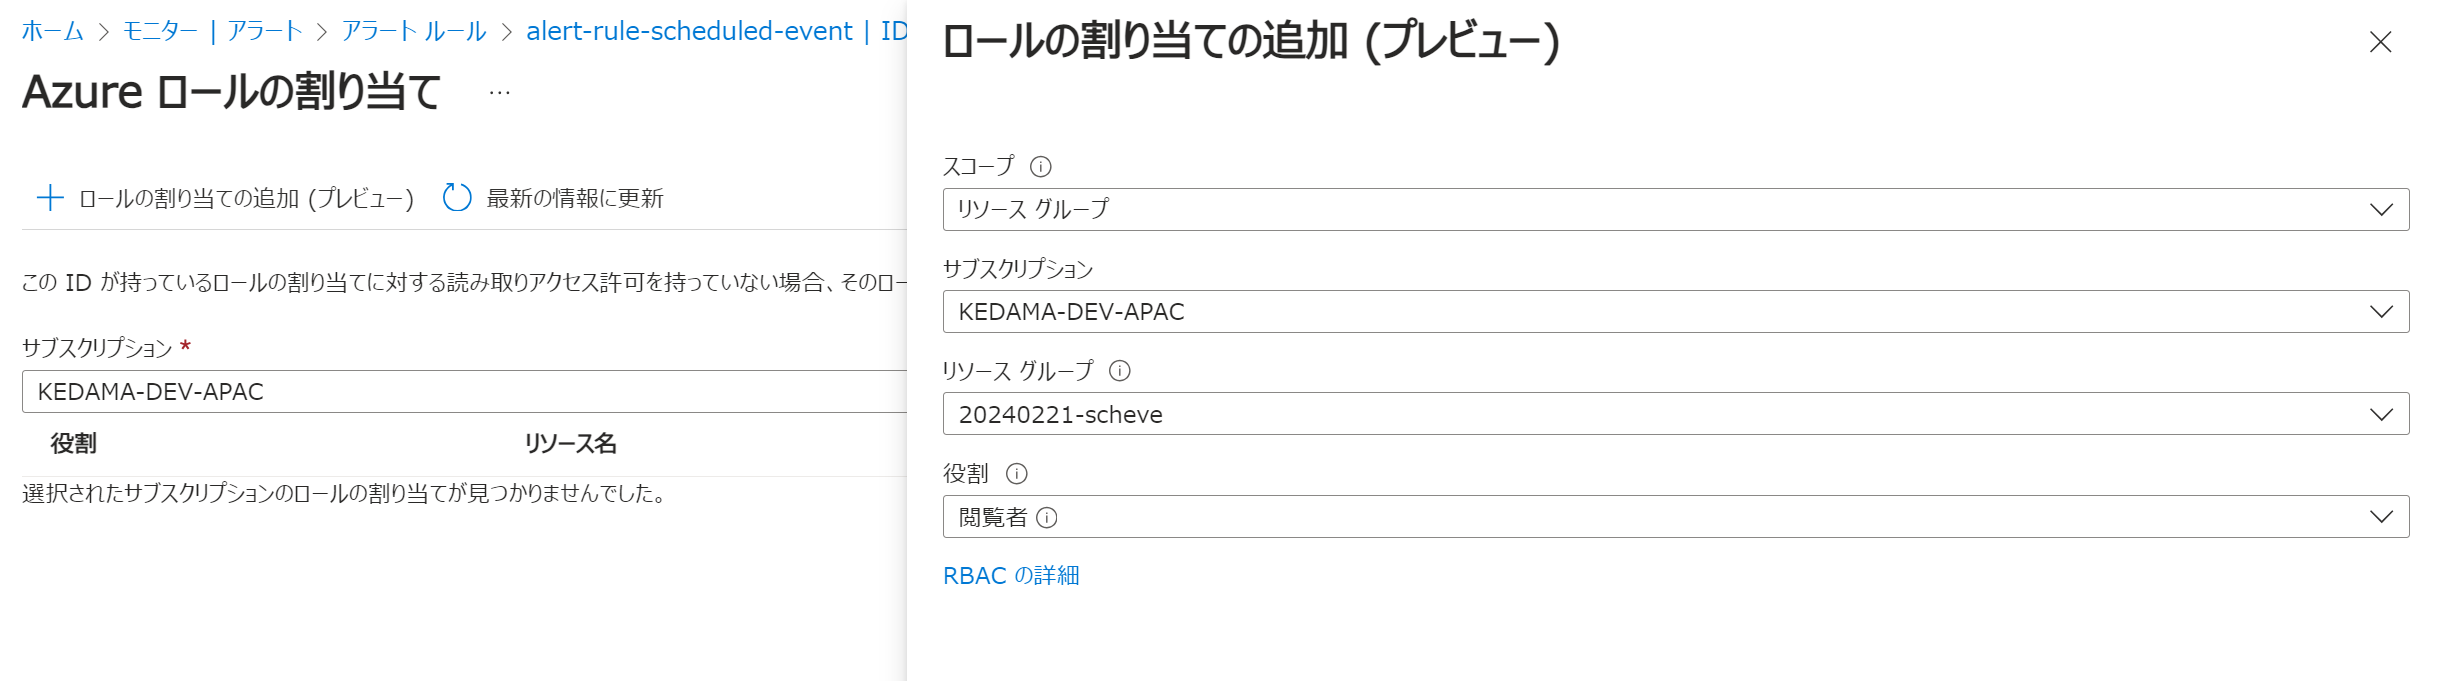 ホーム > モニター | アラート > アラート ルール > alert-rule-scheduled-event | ID
Azure ロールの割り当て ...
ロールの割り当ての追加 (プレビュー) 最新の情報に更新
この ID が持っているロールの割り当てに対する読み取りアクセス許可を持っていない場合、そのロー
サブスクリプション *
KEDAMA-DEV-APAC
役割 リソース名
選択されたサブスクリプションのロールの割り当てが見つかりませんでした。
ロールの割り当ての追加 (プレビュー)
スコープ
リソース グループ
サブスクリプション
KEDAMA-DEV-APAC
リソース グループ
20240221-scheve
役割
閲覧者
RBAC の詳細